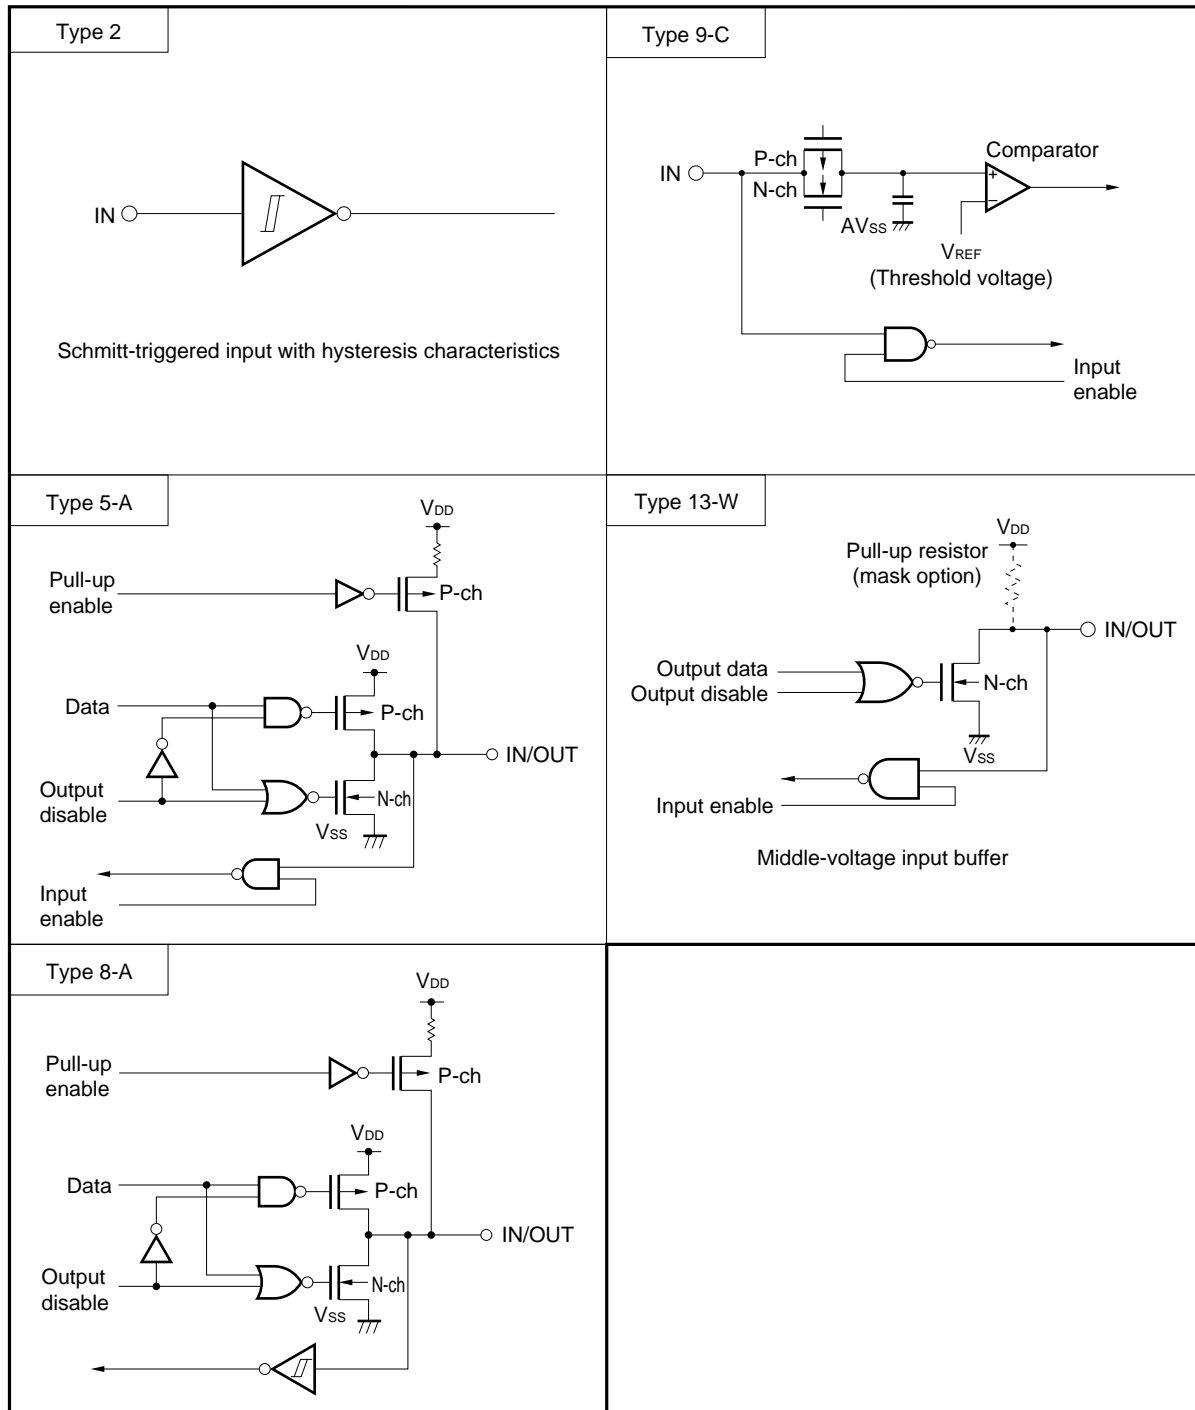 Type 2
IN
Schmitt-triggered input with hysteresis characteristics
Type 9-C
IN
P-ch
N-ch
Comparator
+
−
AVSS
VREF
(Threshold voltage)
Input
enable
Type 5-A
VDD
Pull-up
enable
P-ch
VDD
Data
P-ch
IN/OUT
Output
disable
N-ch
VSS
Input
enable
Type 13-W
VDD
Pull-up resistor
(mask option)
IN/OUT
Output data
Output disable
N-ch
VSS
Input enable
Middle-voltage input buffer
Type 8-A
VDD
Pull-up
enable
P-ch
VDD
Data
P-ch
IN/OUT
Output
disable
N-ch
VSS